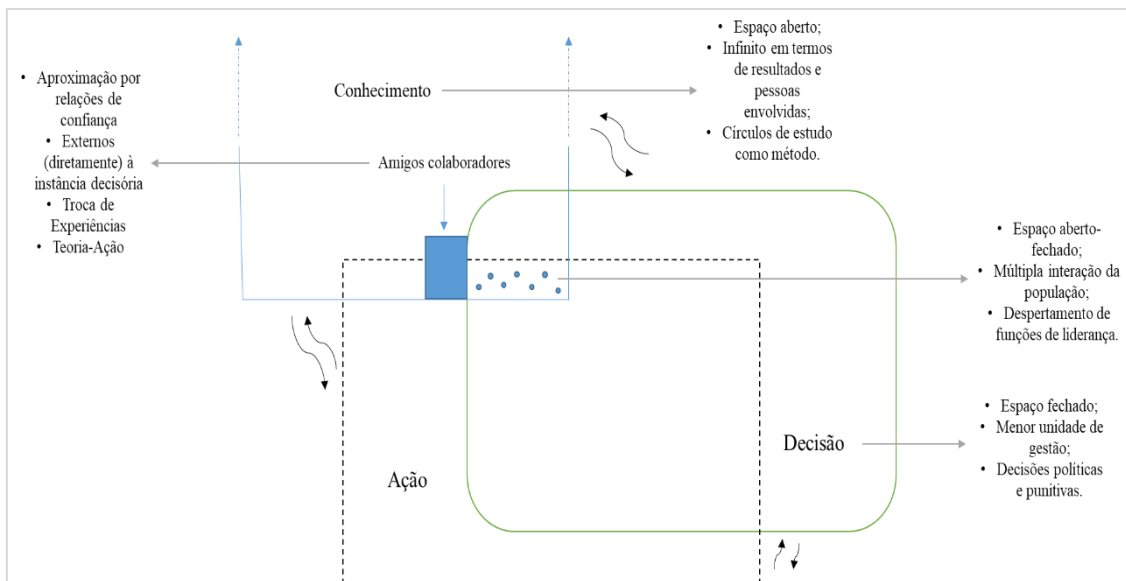 • Aproximação por
relações de
confiança
• Externos
(diretamente) à
instância decisória
• Troca de
Experiências
• Teoria-Ação
Conhecimento
Amigos colaboradores
• Espaço aberto;
• Infinito em termos
de resultados e
pessoas
envolvidas;
• Círculos de estudo
como método.
• Espaço aberto-
fechado;
• Múltipla interação da
população;
• Despertamento de
funções de liderança.
Decisão
• Espaço fechado;
• Menor unidade de
gestão;
• Decisões políticas
e punitivas.
Ação